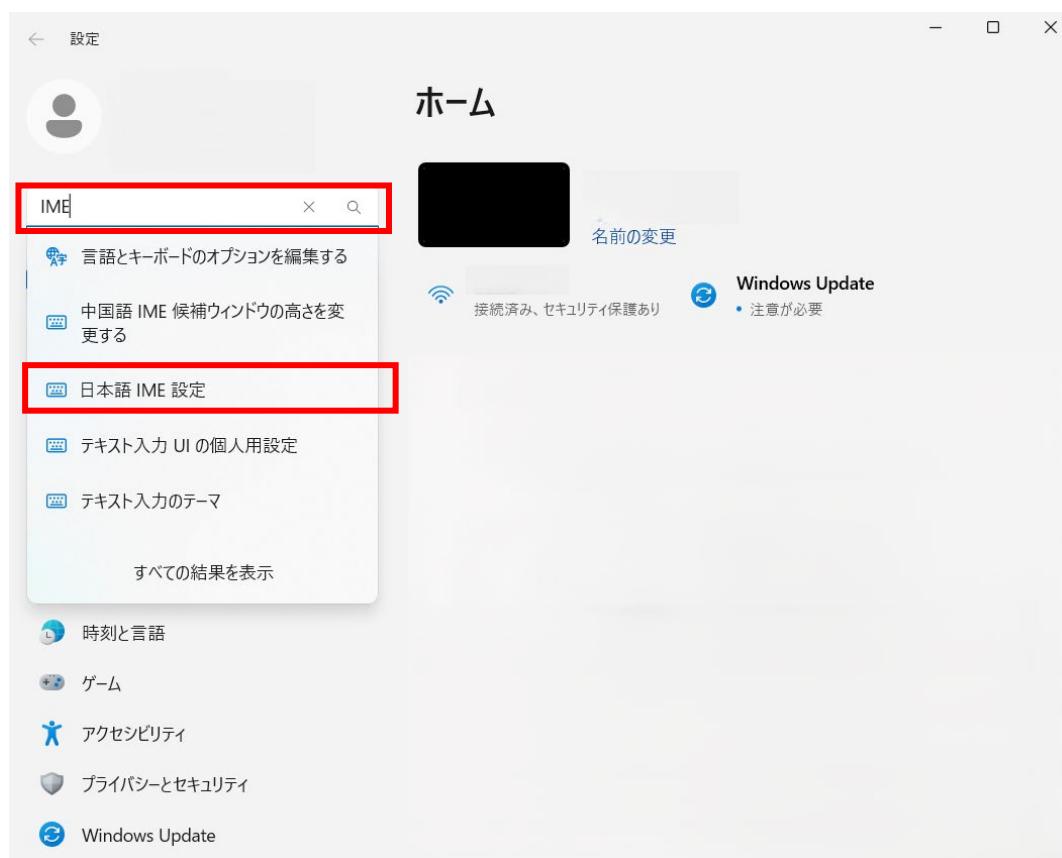 設定
ホーム
IME
名前の変更
接続済み、セキュリティ保護あり
Windows Update
• 注意が必要
言語とキーボードのオプションを編集する
中国語 IME 候補ウィンドウの高さを変
更する
日本語 IME 設定
テキスト入力 UI の個人用設定
テキスト入力のテーマ
すべての結果を表示
時刻と言語
ゲーム
アクセシビリティ
プライバシーとセキュリティ
Windows Update